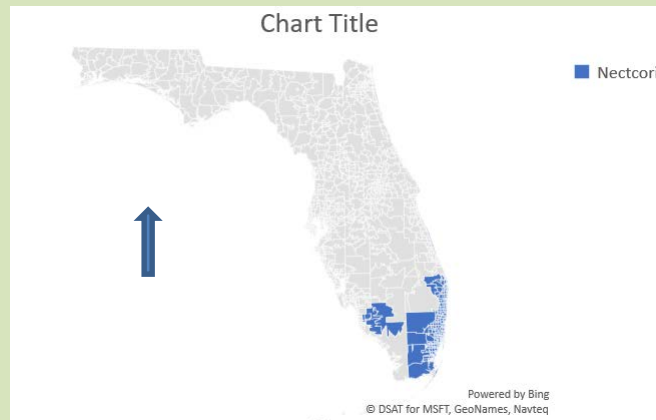 Chart Title
Nectcori
Powered by Bing
© DSAT for MSFT, GeoNames, Navteq